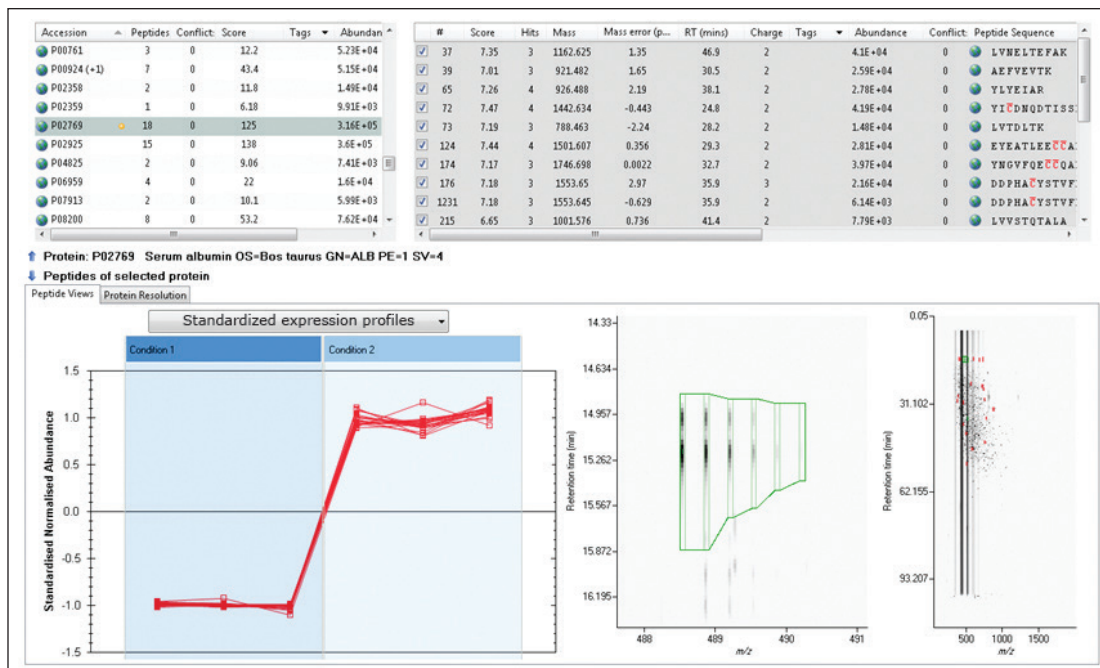 Accession Peptides Conflict: Score Tags Abundan
P00761 3 0 12.2 5.23E+04
P00924 (+1) 7 0 43.4 5.15E+04
P02358 2 0 11.8 1.49E+04
P02359 1 0 6.18 9.91E+03
P02769 18 0 125 3.16E+05
P02925 15 0 138 3.6E+05
P04825 2 0 9.06 7.41E+03
P06959 4 0 22 1.6E+04
P07913 2 0 10.1 5.99E+03
P08200 8 0 53.2 7.62E+04
# Score Hits Mass Mass error (p... RT (mins) Charge Tags Abundance Conflict: Peptide Sequence
37 7.35 3 1162.625 1.35 46.9 2 4.1E+04 0 LVNELTEFAK
39 7.01 3 921.482 1.65 30.5 2 2.59E+04 0 AEFVEVTK
65 7.26 4 926.488 2.19 38.1 2 2.78E+04 0 YLYEIAR
72 7.47 4 1442.634 -0.443 24.8 2 4.19E+04 0 YICDNQDTISS
73 7.19 3 788.463 -2.24 28.2 2 1.48E+04 0 LVTDLTK
124 7.44 4 1501.607 0.356 29.3 2 2.81E+04 0 EYEATLEECCA
174 7.17 3 1746.698 0.0022 32.7 2 3.97E+04 0 YNGVFQECCQA
176 7.18 3 1553.65 2.97 35.9 3 2.16E+04 0 DDPHACYSTVF
1231 7.18 3 1553.645 -0.629 35.9 2 6.14E+03 0 DDPHACYSTVF
215 6.65 3 1001.576 0.736 41.4 2 7.79E+03 0 LVVSTQTALA
Protein: P02769 Serum albumin OS=Bos taurus GN=ALB PE=1 SV=4
Peptides of selected protein
Peptide Views Protein Resolution
Standardized expression profiles
Condition 1 Condition 2
Standardised Normalised Abundance
1.5
1.0
0.5
0.0
-0.5
-1.0
-1.5
Retention time (min)
14.33
14.634
14.957
15.262
15.567
15.872
16.195
488 489 490 491
m/z
Retention time (min)
0.05
31.102
62.155
93.207
500 1000 1500
m/z